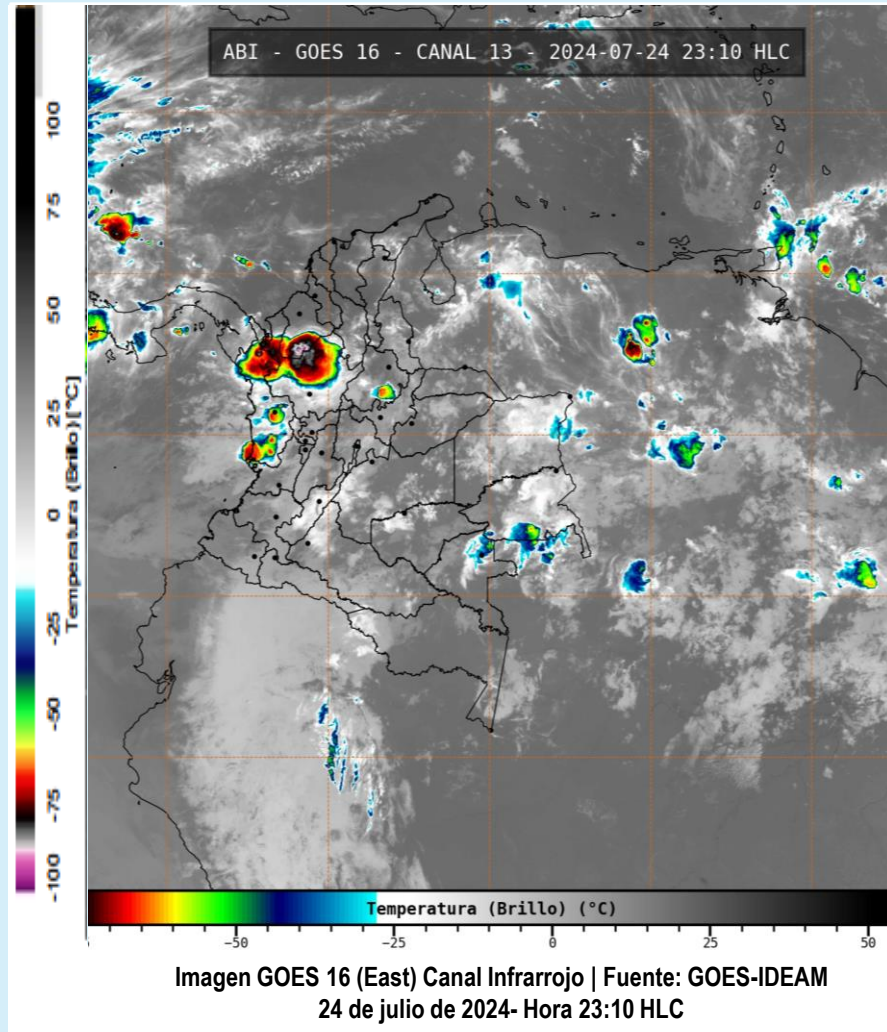 ABI - GOES 16 - CANAL 13 - 2024-07-24 23:10 HLC
100
75
50
25
0
-25
-50
-75
-100
Temperatura (Brillo) [°C]
Temperatura (Brillo) (°C)
−50
−25
0
25
50
Imagen GOES 16 (East) Canal Infrarrojo | Fuente: GOES-IDEAM
24 de julio de 2024- Hora 23:10 HLC